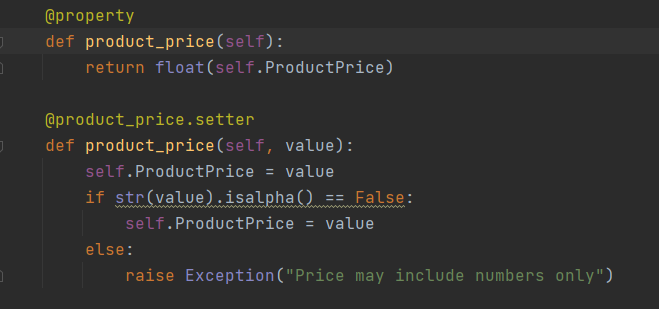 @property
def product_price(self):
    return float(self.ProductPrice)
@product_price.setter
def product_price(self, value):
    self.ProductPrice = value
    if str(value).isalpha() == False:
        self.ProductPrice = value
    else:
        raise Exception("Price may include numbers only")